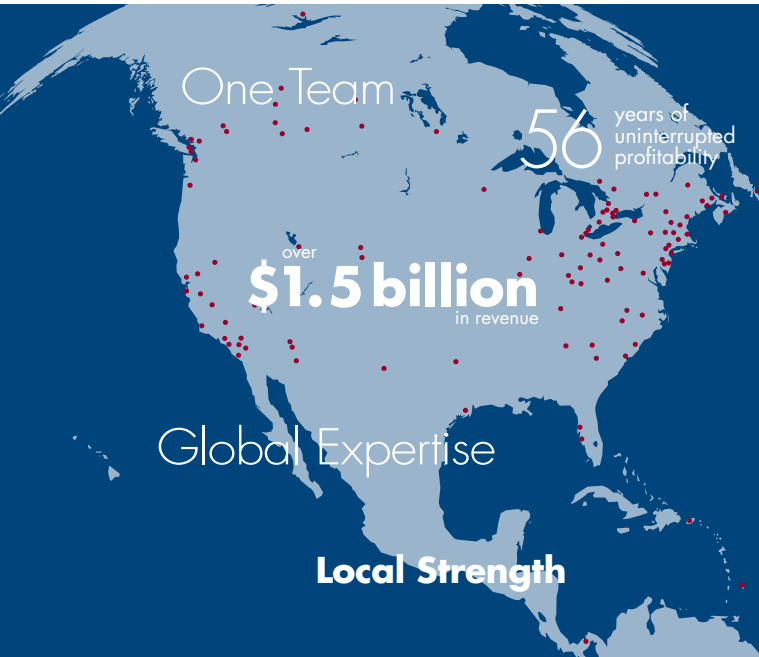 One Team
56
years of
uninterrupted
profitability
over
$1.5 billion
in revenue
Global Expertise
Local Strength